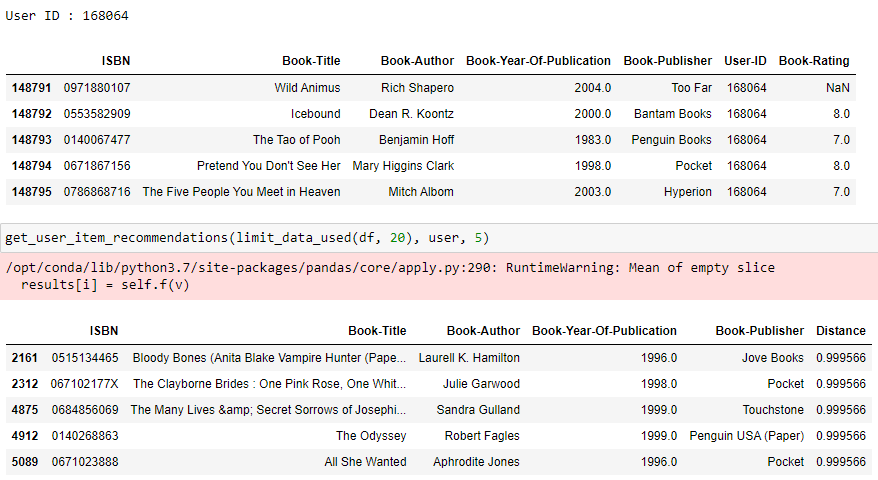 User ID : 168064
ISBN Book-Title Book-Author Book-Year-Of-Publication Book-Publisher User-ID Book-Rating
148791 0971880107 Wild Animus Rich Shapero 2004.0 Too Far 168064 NaN
148792 0553582909 Icebound Dean R. Koontz 2000.0 Bantam Books 168064 8.0
148793 0140067477 The Tao of Pooh Benjamin Hoff 1983.0 Penguin Books 168064 7.0
148794 0671867156 Pretend You Don't See Her Mary Higgins Clark 1998.0 Pocket 168064 8.0
148795 0786868716 The Five People You Meet in Heaven Mitch Albom 2003.0 Hyperion 168064 7.0
get_user_item_recommendations(limit_data_used(df, 20), user, 5)
/opt/conda/lib/python3.7/site-packages/pandas/core/apply.py:290: RuntimeWarning: Mean of empty slice
results[i] = self.f(v)
ISBN Book-Title Book-Author Book-Year-Of-Publication Book-Publisher Distance
2161 0515134465 Bloody Bones (Anita Blake Vampire Hunter (Pape... Laurell K. Hamilton 1996.0 Jove Books 0.999566
2312 067102177X The Clayborne Brides : One Pink Rose, One Whit... Julie Garwood 1998.0 Pocket 0.999566
4875 0684856069 The Many Lives &amp; Secret Sorrows of Josephi... Sandra Gulland 1999.0 Touchstone 0.999566
4912 0140268863 The Odyssey Robert Fagles 1999.0 Penguin USA (Paper) 0.999566
5089 0671023888 All She Wanted Aphrodite Jones 1996.0 Pocket 0.999566